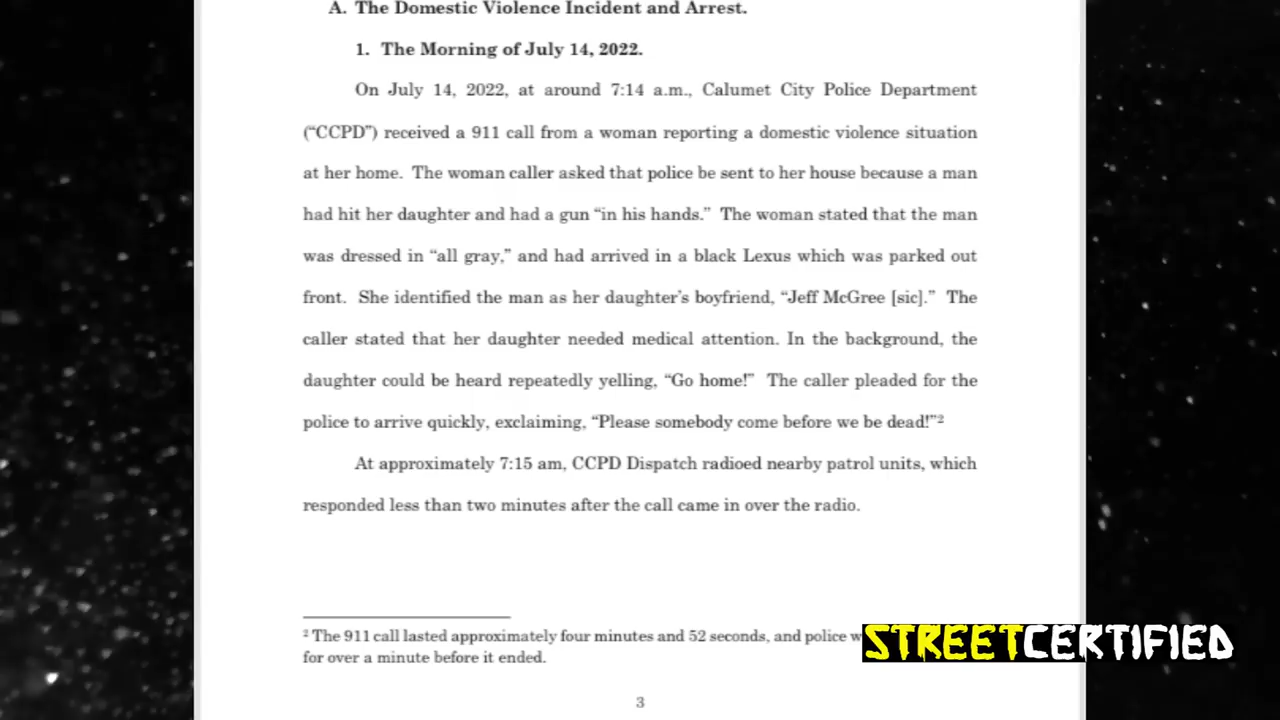 A. The Domestic Violence Incident and Arrest.
1. The Morning of July 14, 2022.
On July 14, 2022, at around 7:14 a.m., Calumet City Police Department
(“CCPD”) received a 911 call from a woman reporting a domestic violence situation
at her home. The woman caller asked that police be sent to her house because a man
had hit her daughter and had a gun “in his hands.” The woman stated that the man
was dressed in “all gray,” and had arrived in a black Lexus which was parked out
front. She identified the man as her daughter’s boyfriend, “Jeff McGree [sic].” The
caller stated that her daughter needed medical attention. In the background, the
daughter could be heard repeatedly yelling, “Go home!” The caller pleaded for the
police to arrive quickly, exclaiming, “Please somebody come before we be dead!”²
At approximately 7:15 am, CCPD Dispatch radioed nearby patrol units, which
responded less than two minutes after the call came in over the radio.
² The 911 call lasted approximately four minutes and 52 seconds, and police
for over a minute before it ended.
STREETCERTIFIED
3